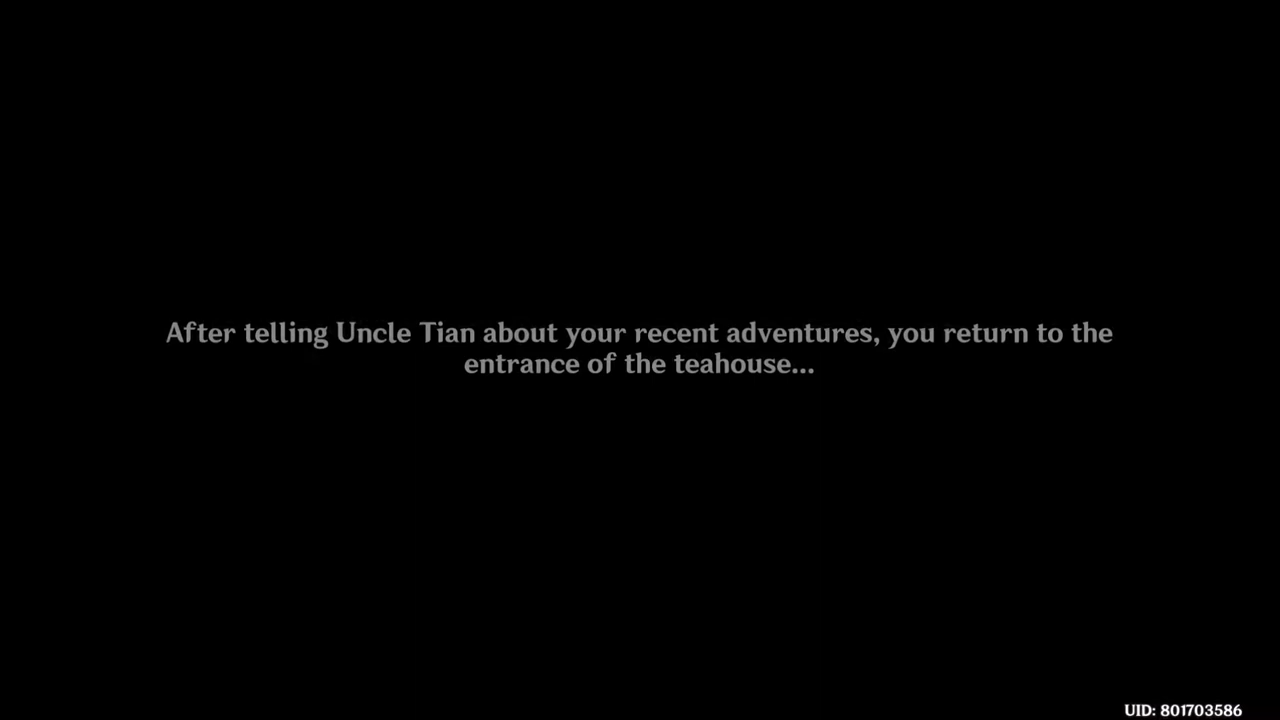 After telling Uncle Tian about your recent adventures, you return to the
entrance of the teahouse...
UID: 801703586